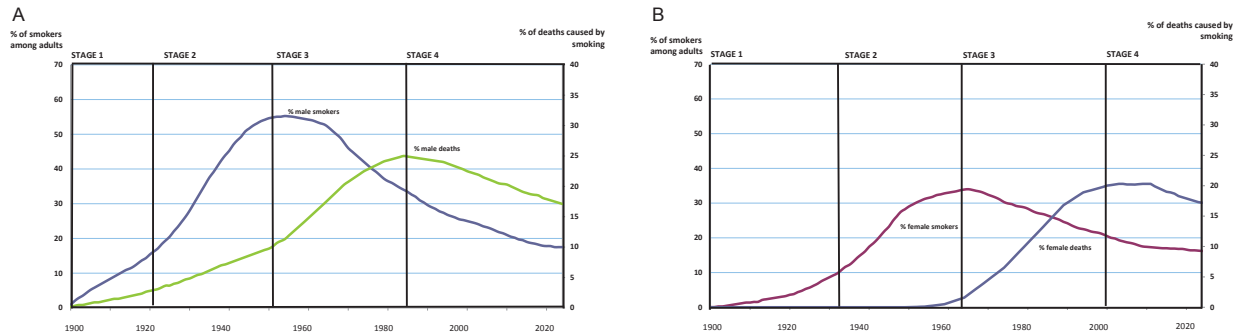 A
% of smokers
among adults
% of deaths caused by
smoking
STAGE 1
STAGE 2
STAGE 3
STAGE 4
70
60
50
40
30
20
10
0
% male smokers
% male deaths
40
35
30
25
20
15
10
5
0
1900
1920
1940
1960
1980
2000
2020
B
% of smokers
among adults
% of deaths caused by
smoking
STAGE 1
STAGE 2
STAGE 3
STAGE 4
70
60
50
40
30
20
10
0
% female smokers
% female deaths
40
35
30
25
20
15
10
5
0
1900
1920
1940
1960
1980
2000
2020